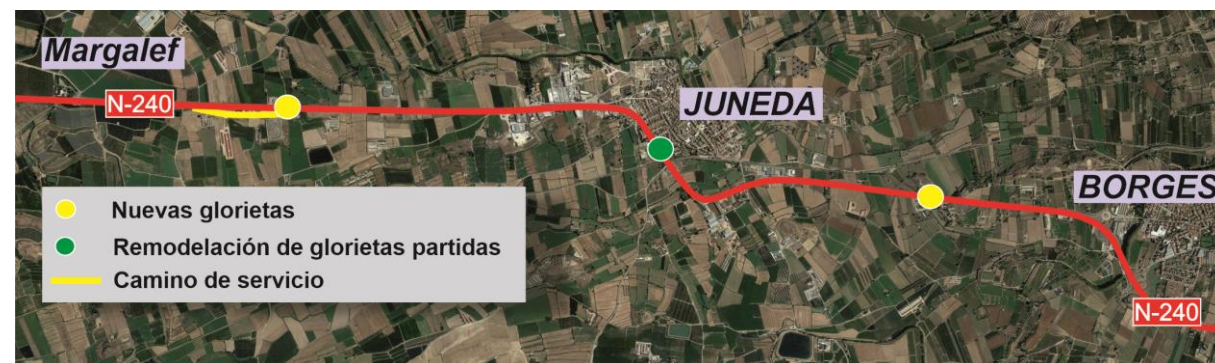 Margalef
N-240
JUNEDA
BORGES
Nuevas glorietas
Remodelación de glorietas partidas
Camino de servicio
N-240